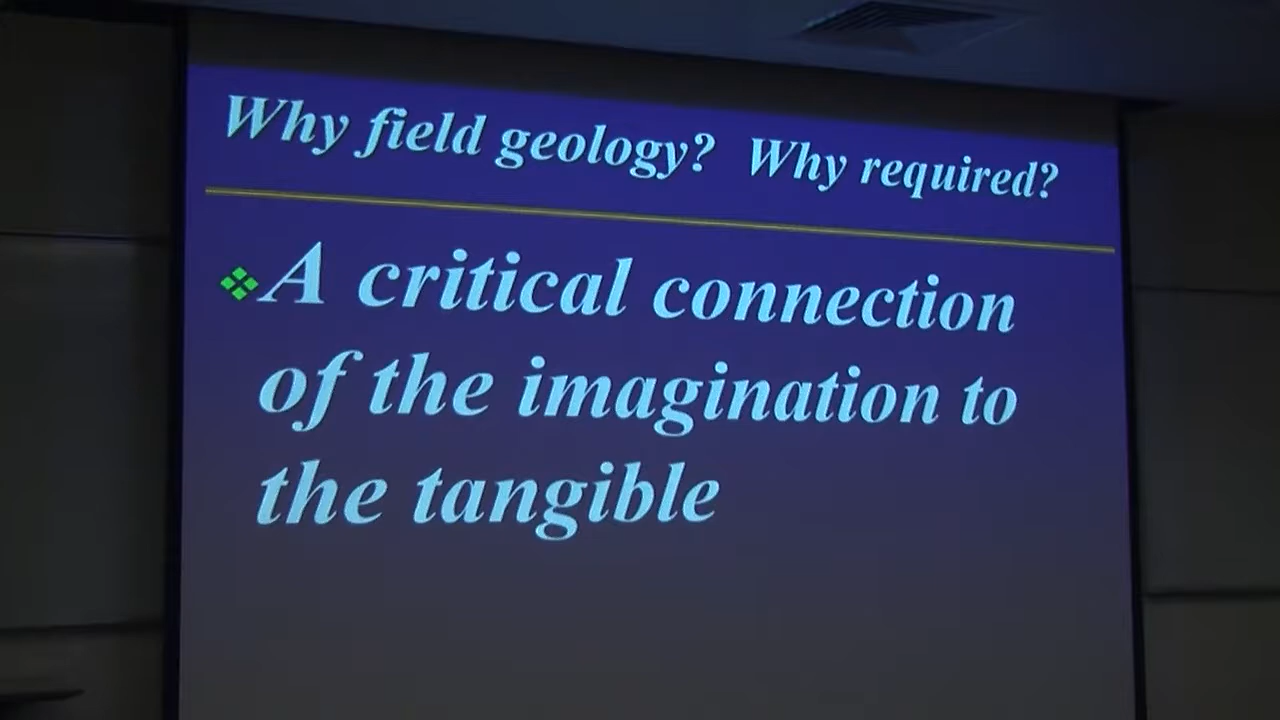 Why field geology? Why required?
A critical connection
of the imagination to
the tangible